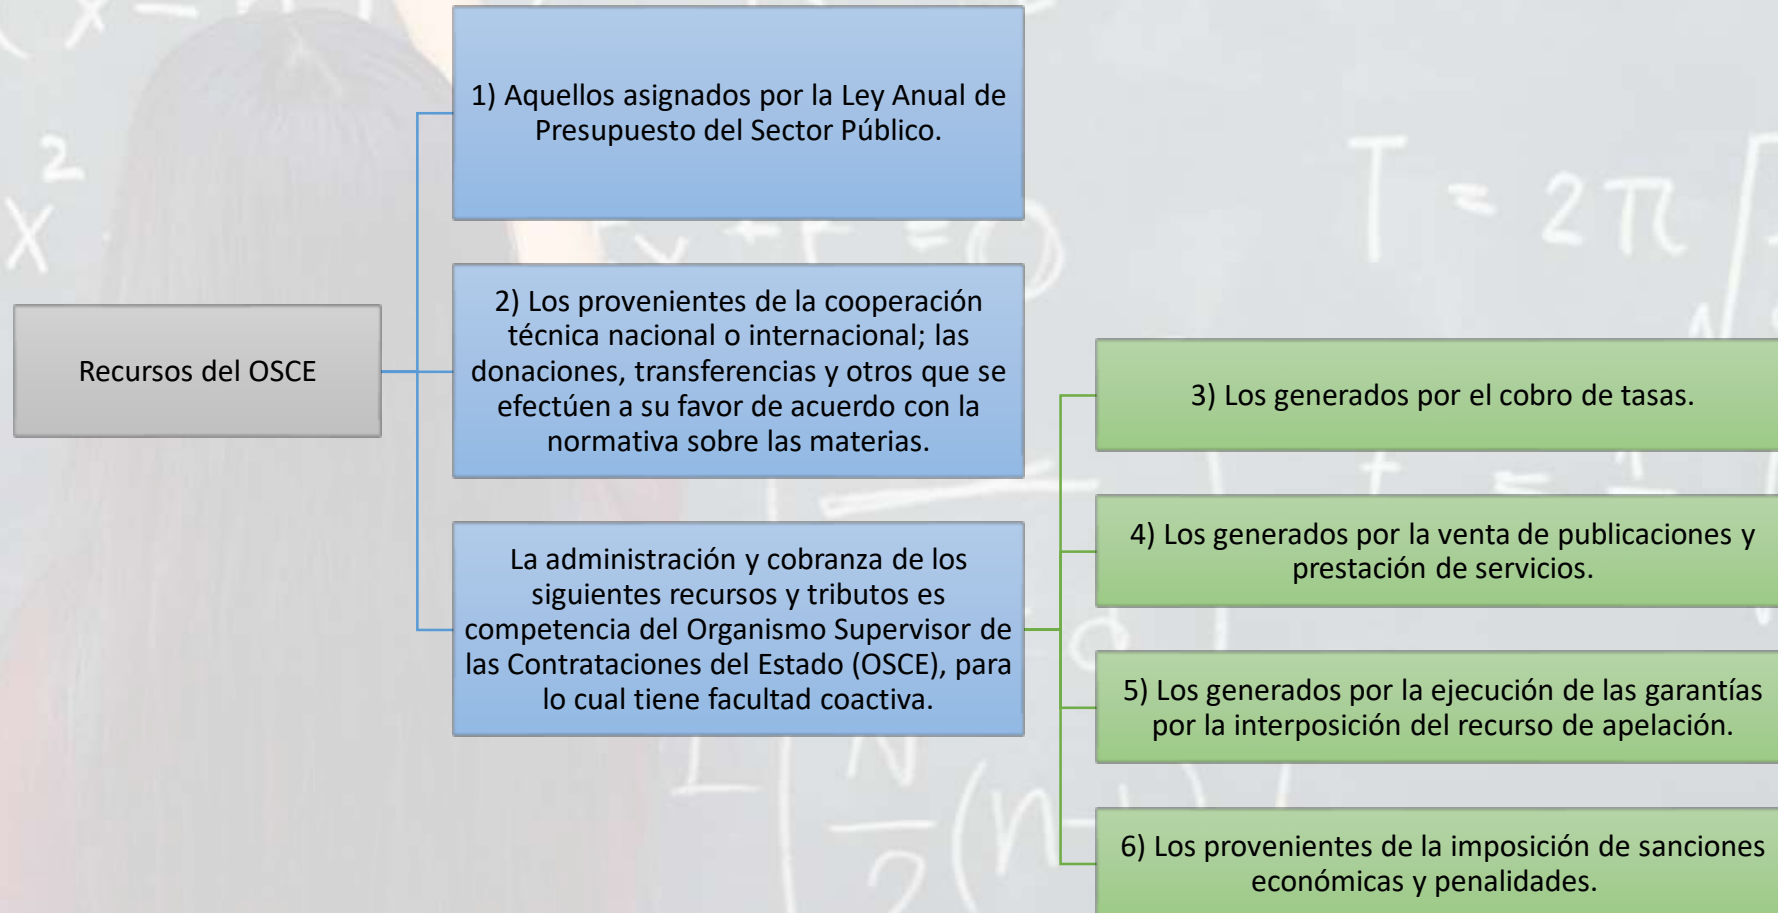 Recursos del OSCE
1) Aquellos asignados por la Ley Anual de
Presupuesto del Sector Público.
2) Los provenientes de la cooperación
técnica nacional o internacional; las
donaciones, transferencias y otros que se
efectúen a su favor de acuerdo con la
normativa sobre las materias.
La administración y cobranza de los
siguientes recursos y tributos es
competencia del Organismo Supervisor de
las Contrataciones del Estado (OSCE), para
lo cual tiene facultad coactiva.
3) Los generados por el cobro de tasas.
4) Los generados por la venta de publicaciones y
prestación de servicios.
5) Los generados por la ejecución de las garantías
por la interposición del recurso de apelación.
6) Los provenientes de la imposición de sanciones
económicas y penalidades.
x²
T = 2π